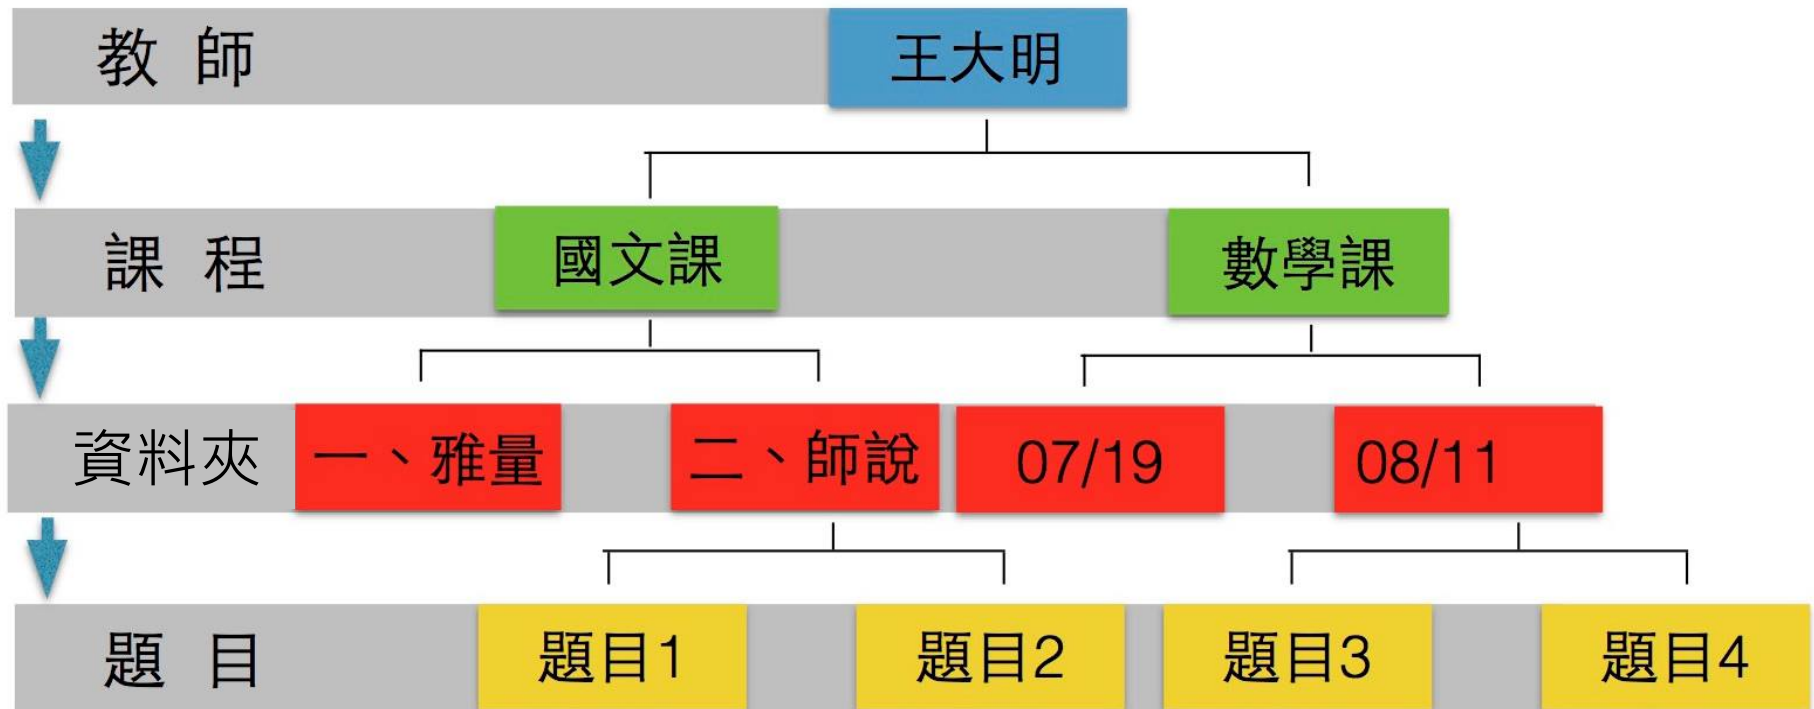 教 師 王大明
課 程 國文課 數學課
資料夾 一、雅量 二、師說 07/19 08/11
題 目 題目1 題目2 題目3 題目4